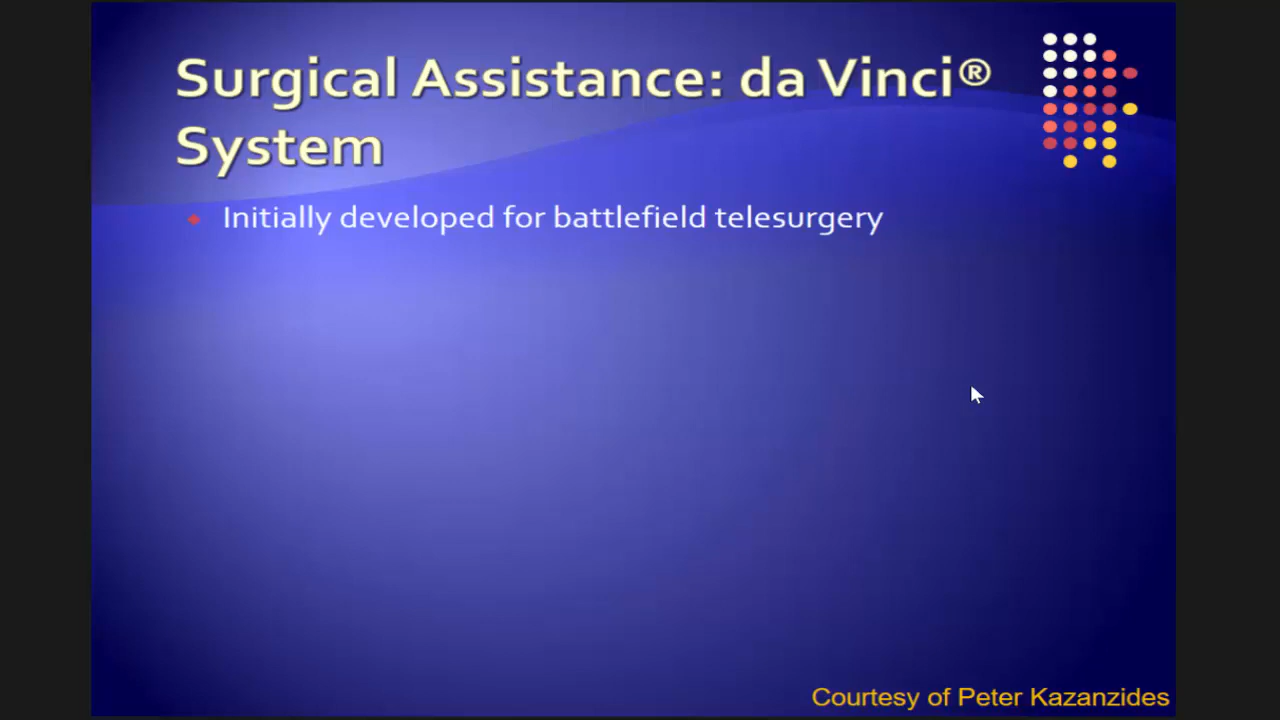 Surgical Assistance: da Vinci®
System
Initially developed for battlefield telesurgery
Courtesy of Peter Kazanzides